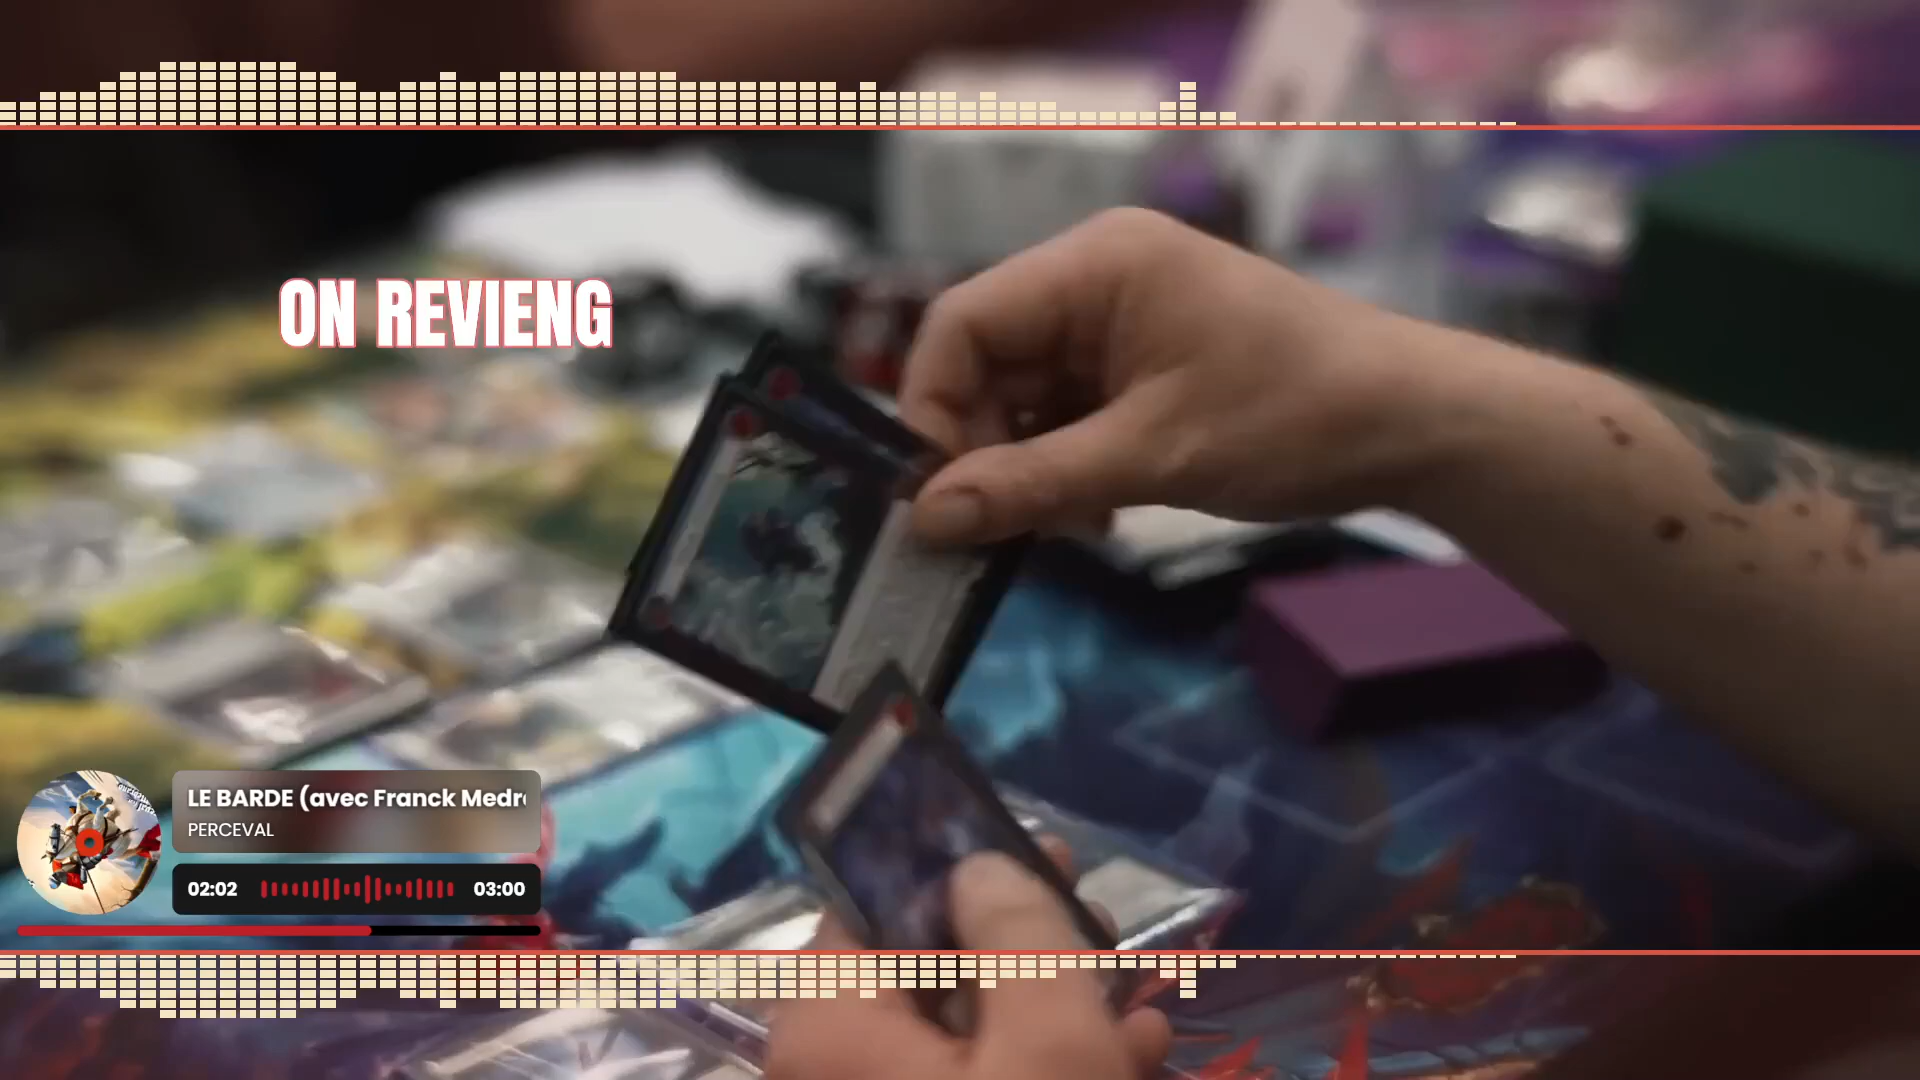 ON REVIENG
LE BARDE (avec Franck Medr
PERCEVAL
02:02
03:00